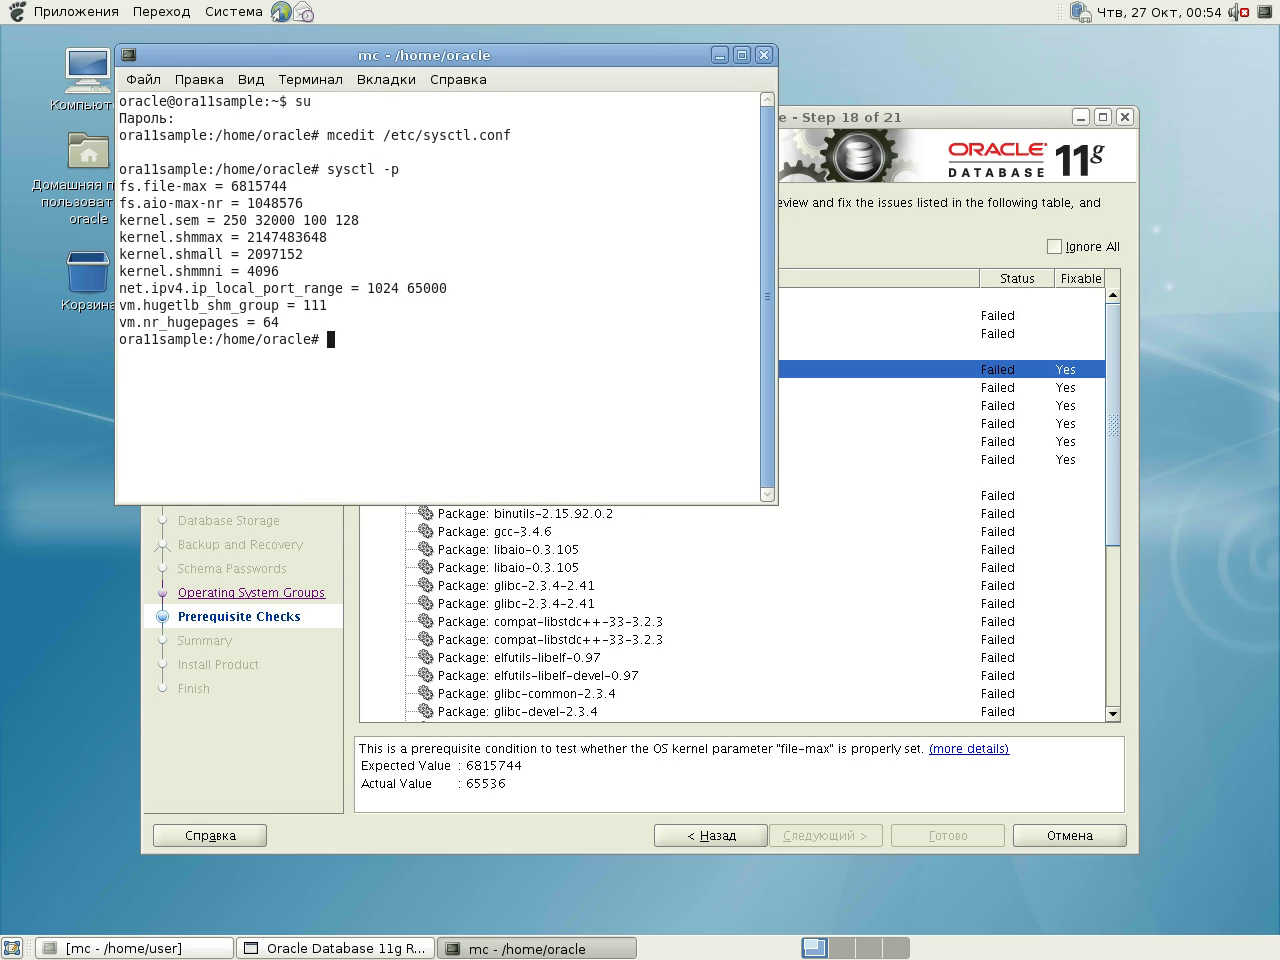 Приложения Переход Система
Чтв, 27 Окт, 00:54
mc - /home/oracle
Файл Правка Вид Терминал Вкладки Справка
oracle@ora11sample:~$ su
Пароль:
ora11sample:/home/oracle# mcedit /etc/sysctl.conf
ora11sample:/home/oracle# sysctl -p
fs.file-max = 6815744
fs.aio-max-nr = 1048576
kernel.sem = 250 32000 100 128
kernel.shmmax = 2147483648
kernel.shmall = 2097152
kernel.shmmni = 4096
net.ipv4.ip_local_port_range = 1024 65000
vm.hugetlb_shm_group = 111
vm.nr_hugepages = 64
ora11sample:/home/oracle#
Компьют
Домашняя п
пользоват
oracle
Корзина
e - Step 18 of 21
ORACLE
DATABASE 11g
eview and fix the issues listed in the following table, and
Ignore All
Status Fixable
Failed
Failed
Failed Yes
Failed Yes
Failed Yes
Failed Yes
Failed Yes
Failed Yes
Failed
Package: binutils-2.15.92.0.2 Failed
Package: gcc-3.4.6 Failed
Package: libaio-0.3.105 Failed
Package: libaio-0.3.105 Failed
Package: glibc-2.3.4-2.41 Failed
Package: glibc-2.3.4-2.41 Failed
Package: compat-libstdc++-33-3.2.3 Failed
Package: compat-libstdc++-33-3.2.3 Failed
Package: elfutils-libelf-0.97 Failed
Package: elfutils-libelf-devel-0.97 Failed
Package: glibc-common-2.3.4 Failed
Package: glibc-devel-2.3.4 Failed
Database Storage
Backup and Recovery
Schema Passwords
Operating System Groups
Prerequisite Checks
Summary
Install Product
Finish
This is a prerequisite condition to test whether the OS kernel parameter "file-max" is properly set. (more details)
Expected Value : 6815744
Actual Value : 65536
Справка
< Назад
Следующий >
Готово
Отмена
[mc - /home/user]
Oracle Database 11g R...
mc - /home/oracle